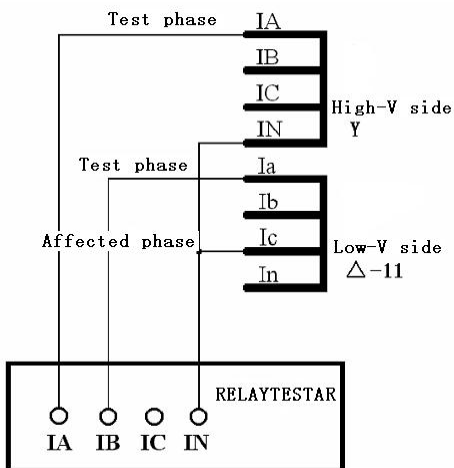 Test phase
IA
IB
IC
High-V side
Y
IN
Test phase
Ia
Ib
Affected phase
Ic
Low-V side
△-11
In
RELAYTESTAR
IA IB IC IN